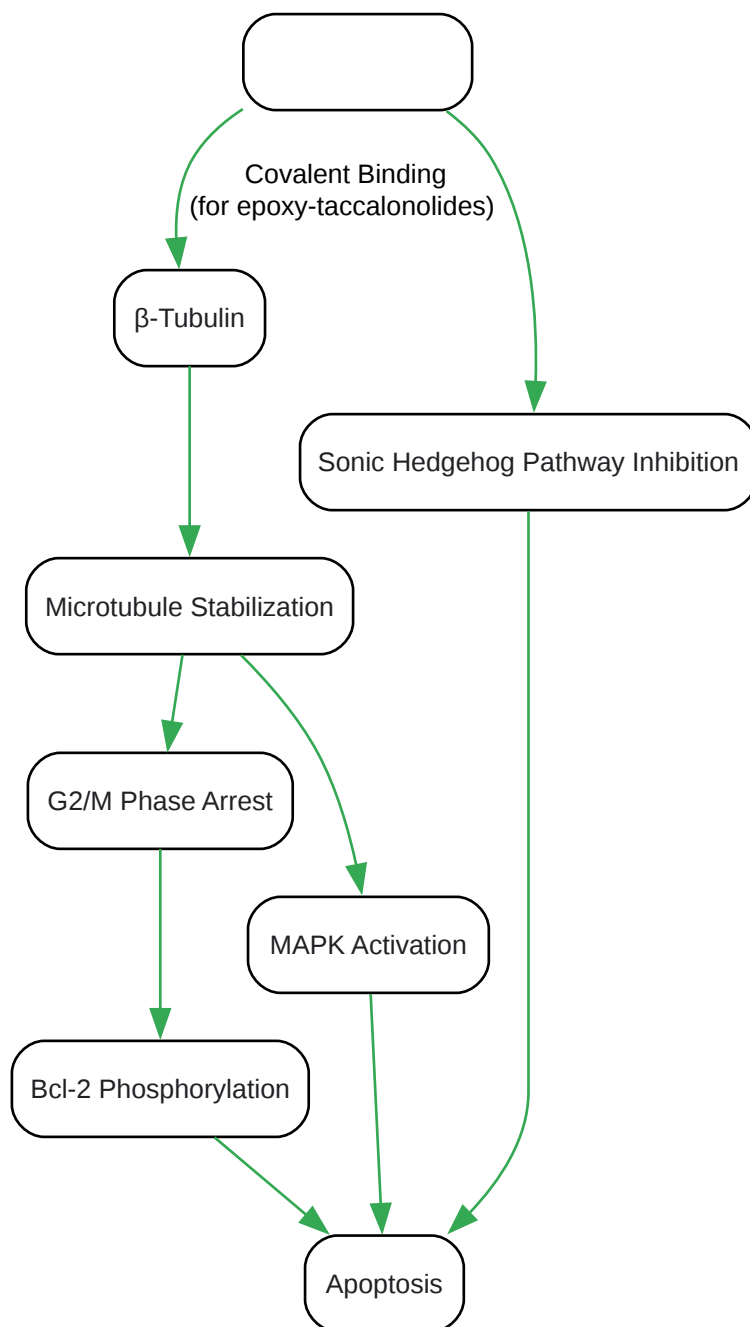 Covalent Binding
(for epoxy-taccalonolides)
β-Tubulin
Sonic Hedgehog Pathway Inhibition
Microtubule Stabilization
G2/M Phase Arrest
MAPK Activation
Bcl-2 Phosphorylation
Apoptosis